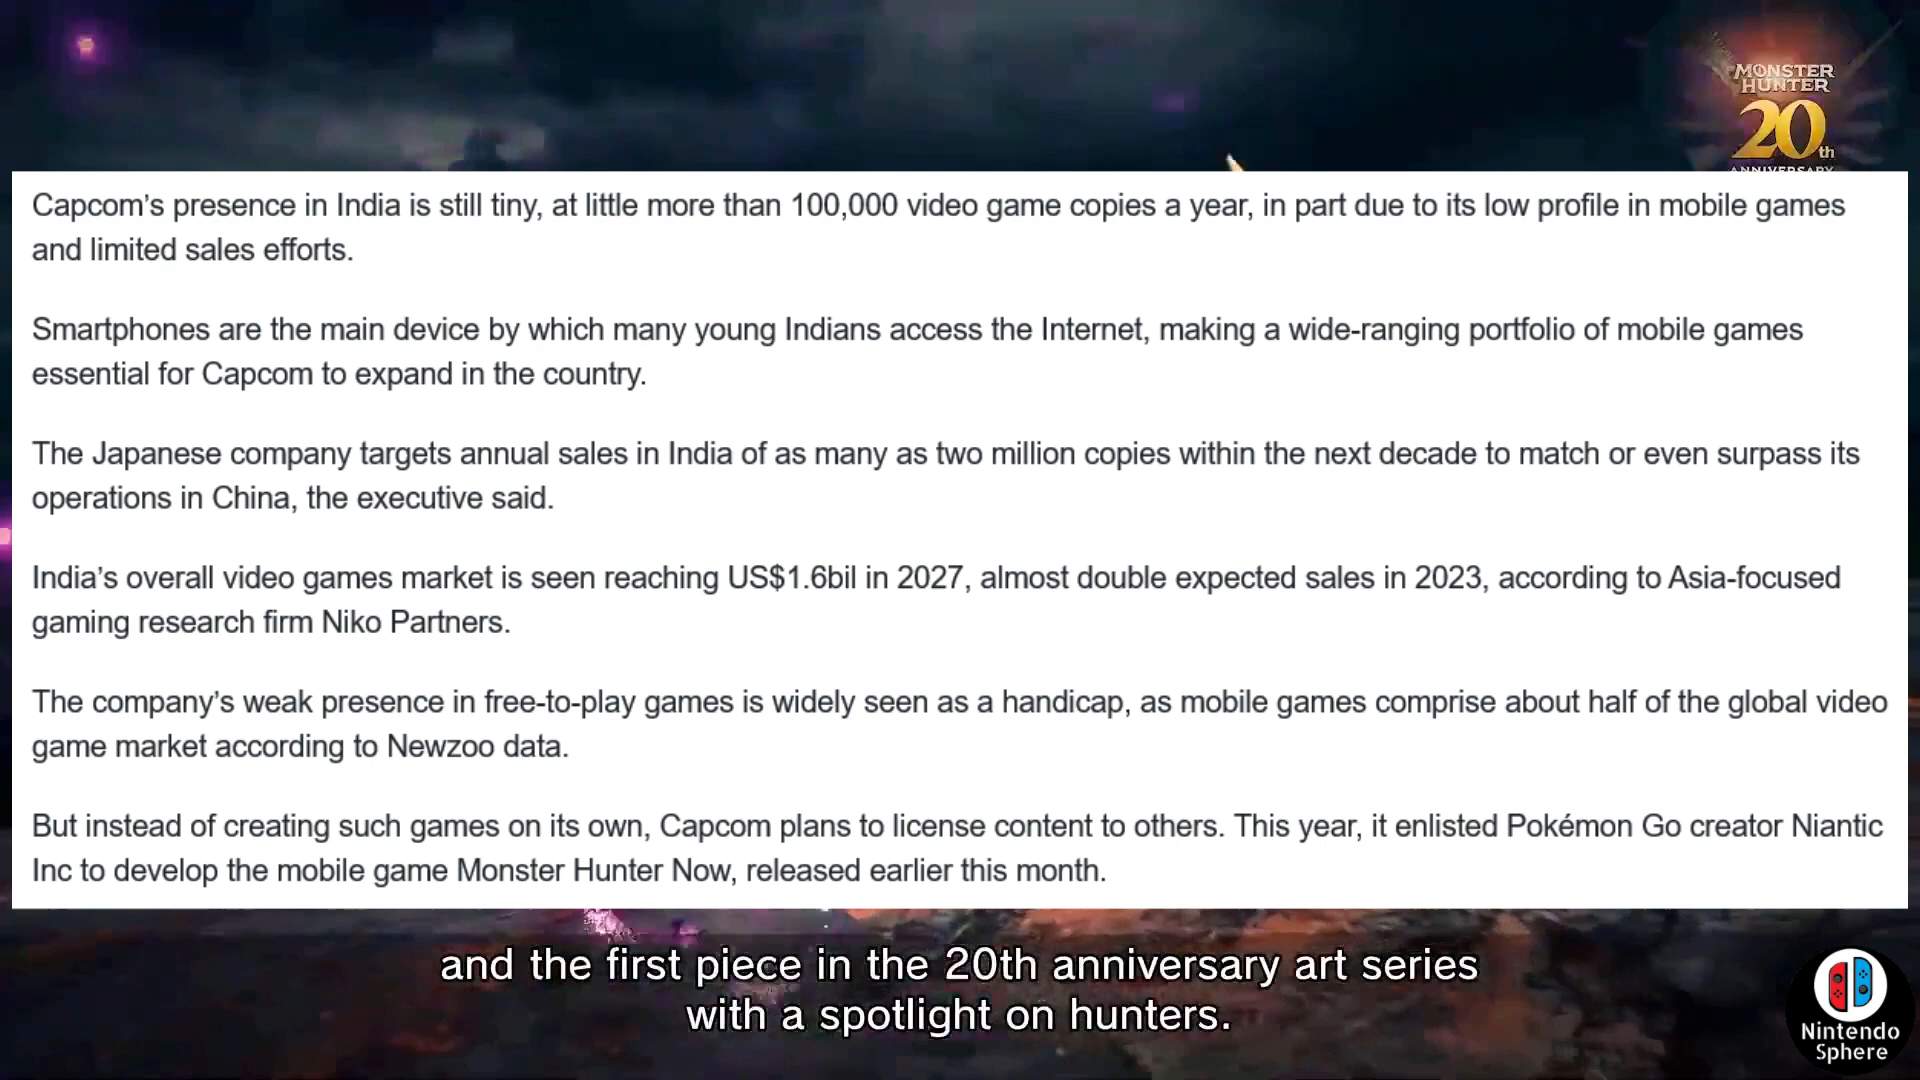 MONSTER
HUNTER
20th
ANNIVERSARY
Capcom’s presence in India is still tiny, at little more than 100,000 video game copies a year, in part due to its low profile in mobile games
and limited sales efforts.
Smartphones are the main device by which many young Indians access the Internet, making a wide-ranging portfolio of mobile games
essential for Capcom to expand in the country.
The Japanese company targets annual sales in India of as many as two million copies within the next decade to match or even surpass its
operations in China, the executive said.
India’s overall video games market is seen reaching US$1.6bil in 2027, almost double expected sales in 2023, according to Asia-focused
gaming research firm Niko Partners.
The company’s weak presence in free-to-play games is widely seen as a handicap, as mobile games comprise about half of the global video
game market according to Newzoo data.
But instead of creating such games on its own, Capcom plans to license content to others. This year, it enlisted Pokémon Go creator Niantic
Inc to develop the mobile game Monster Hunter Now, released earlier this month.
and the first piece in the 20th anniversary art series
with a spotlight on hunters.
Nintendo
Sphere